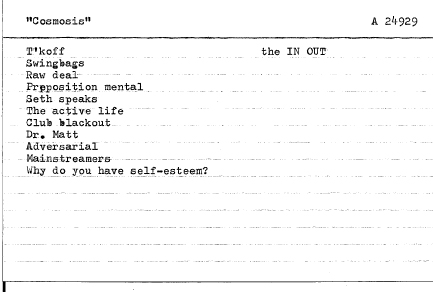 "Cosmosis" A 24929
T'koff the IN OUT
Swingbags
Raw deal
Preposition mental
Seth speaks
The active life
Club blackout
Dr. Matt
Adversarial
Mainstreamers
Why do you have self-esteem?